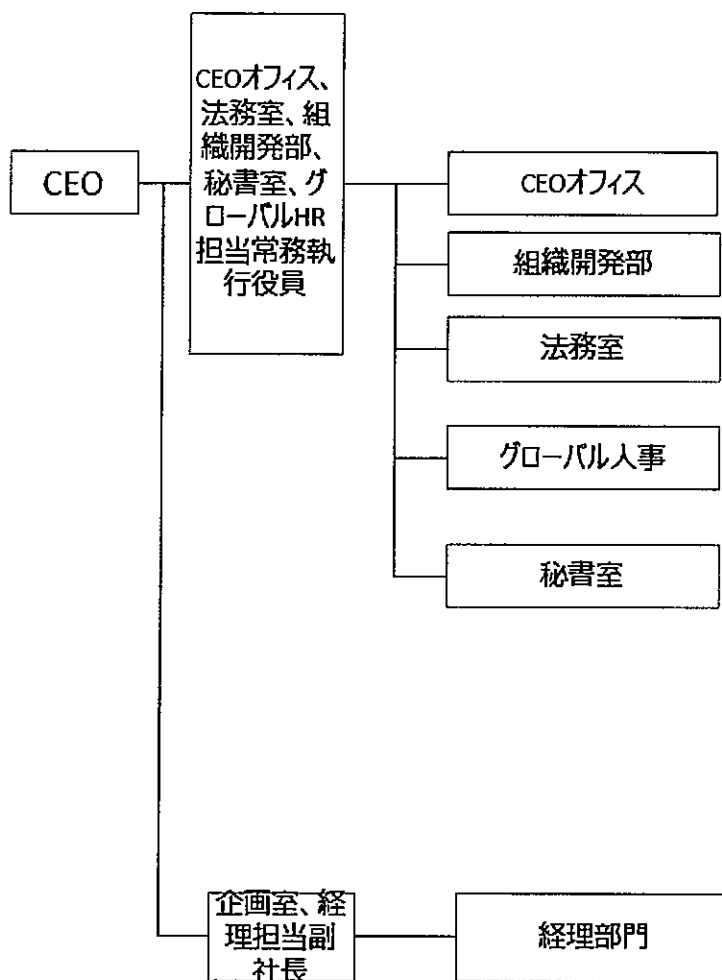 CEO
CEOオフィス、
法務室、組
織開発部、
秘書室、グ
ローバルHR
担当常務執
行役員
CEOオフィス
組織開発部
法務室
グローバル人事
秘書室
企画室、経
理担当副
社長
経理部門